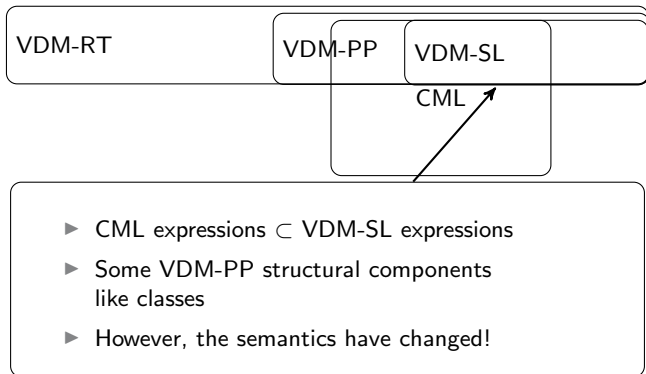 VDM-RT
VDM-PP
VDM-SL
CML
▶ CML expressions ⊂ VDM-SL expressions
▶ Some VDM-PP structural components
like classes
▶ However, the semantics have changed!